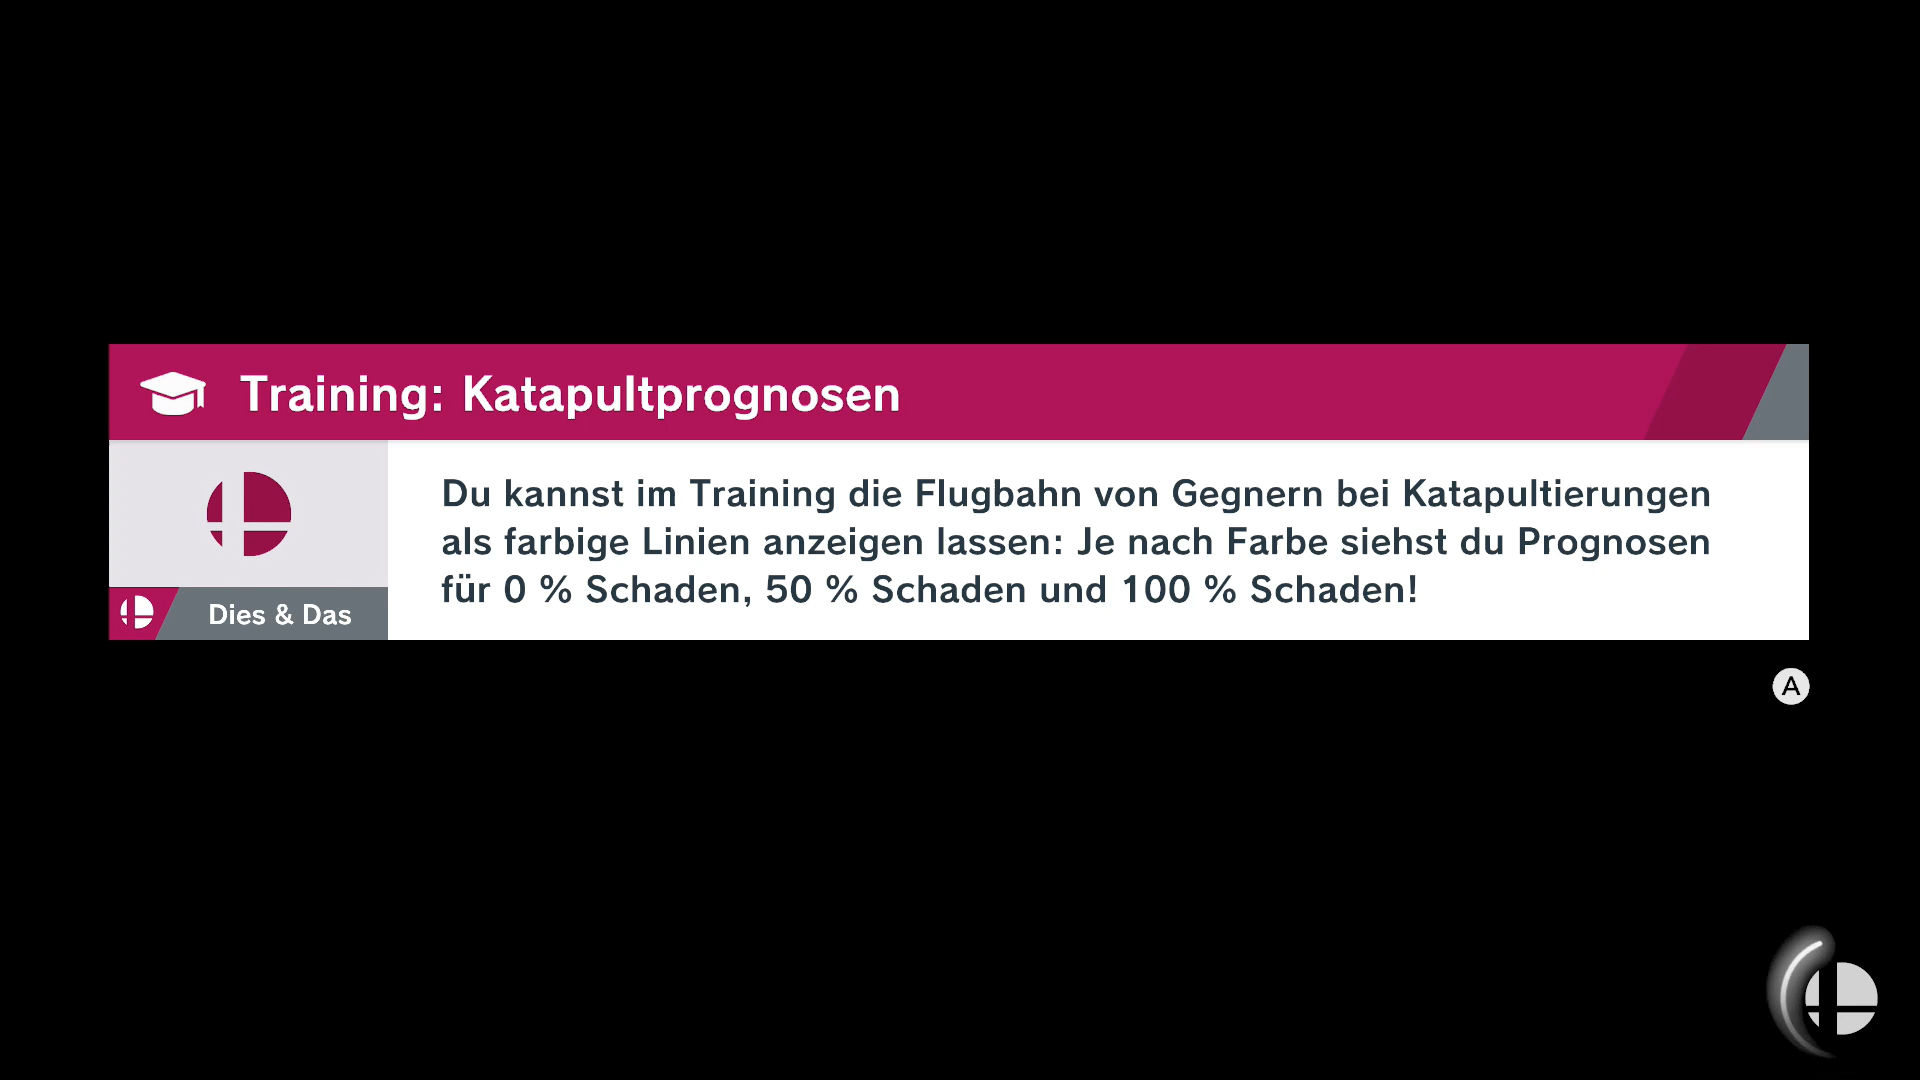 Training: Katapultprognosen
Du kannst im Training die Flugbahn von Gegnern bei Katapultierungen
als farbige Linien anzeigen lassen: Je nach Farbe siehst du Prognosen
für 0 % Schaden, 50 % Schaden und 100 % Schaden!
Dies & Das
A